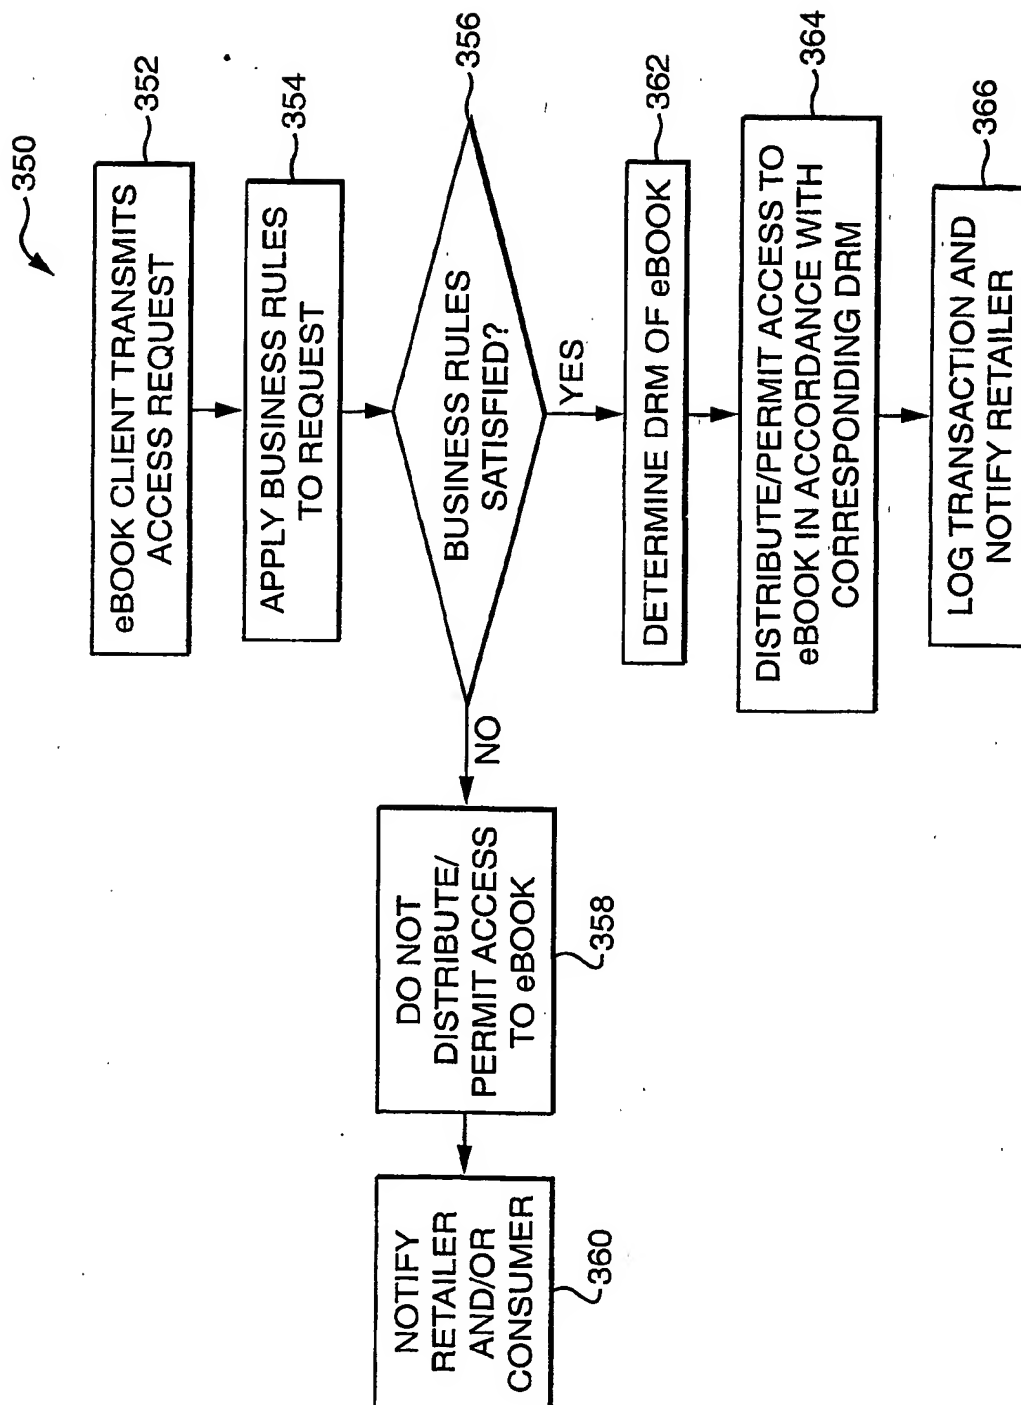 350
eBOOK CLIENT TRANSMITS
ACCESS REQUEST
352
APPLY BUSINESS RULES
TO REQUEST
354
BUSINESS RULES
SATISFIED?
356
NO
YES
DO NOT
DISTRIBUTE/
PERMIT ACCESS
TO eBOOK
358
NOTIFY
RETAILER
AND/OR
CONSUMER
360
DETERMINE DRM OF eBOOK
362
DISTRIBUTE/PERMIT ACCESS TO
eBOOK IN ACCORDANCE WITH
CORRESPONDING DRM
364
LOG TRANSACTION AND
NOTIFY RETAILER
366